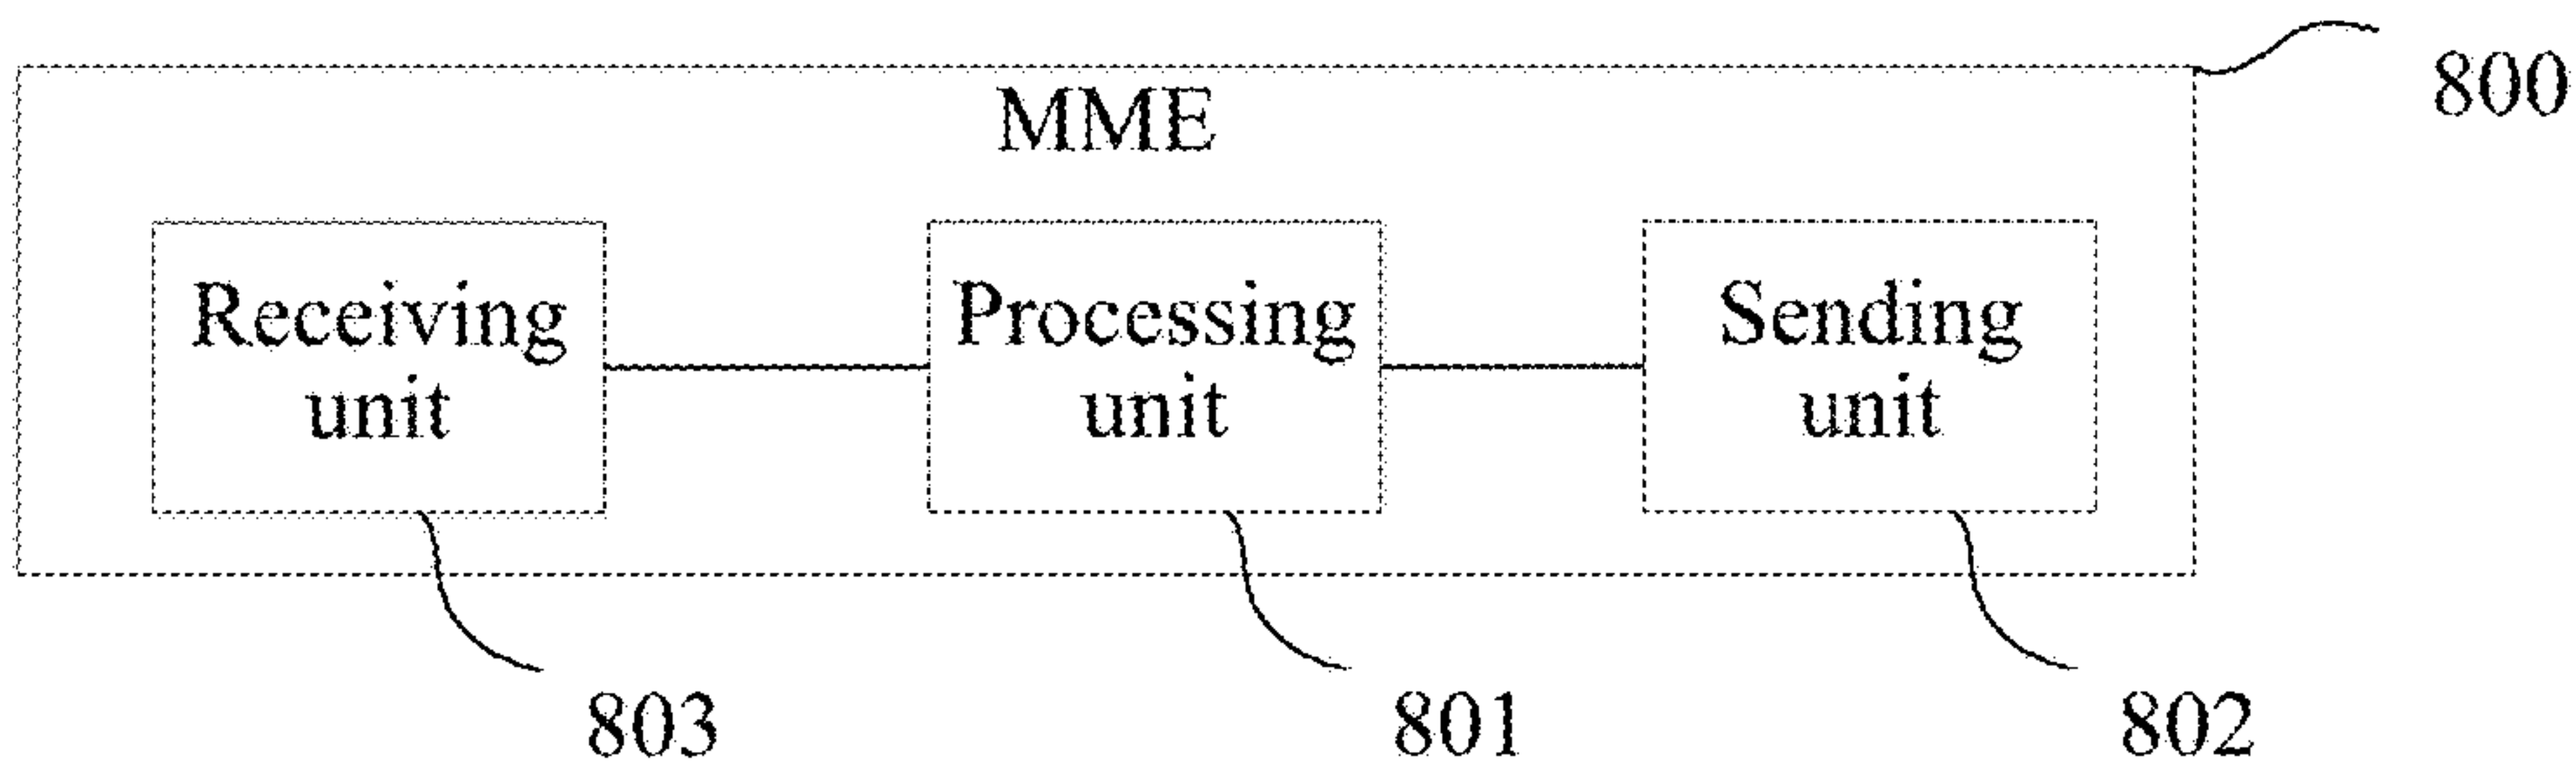 800
MME
Receiving
unit
Processing
unit
Sending
unit
803
801
802